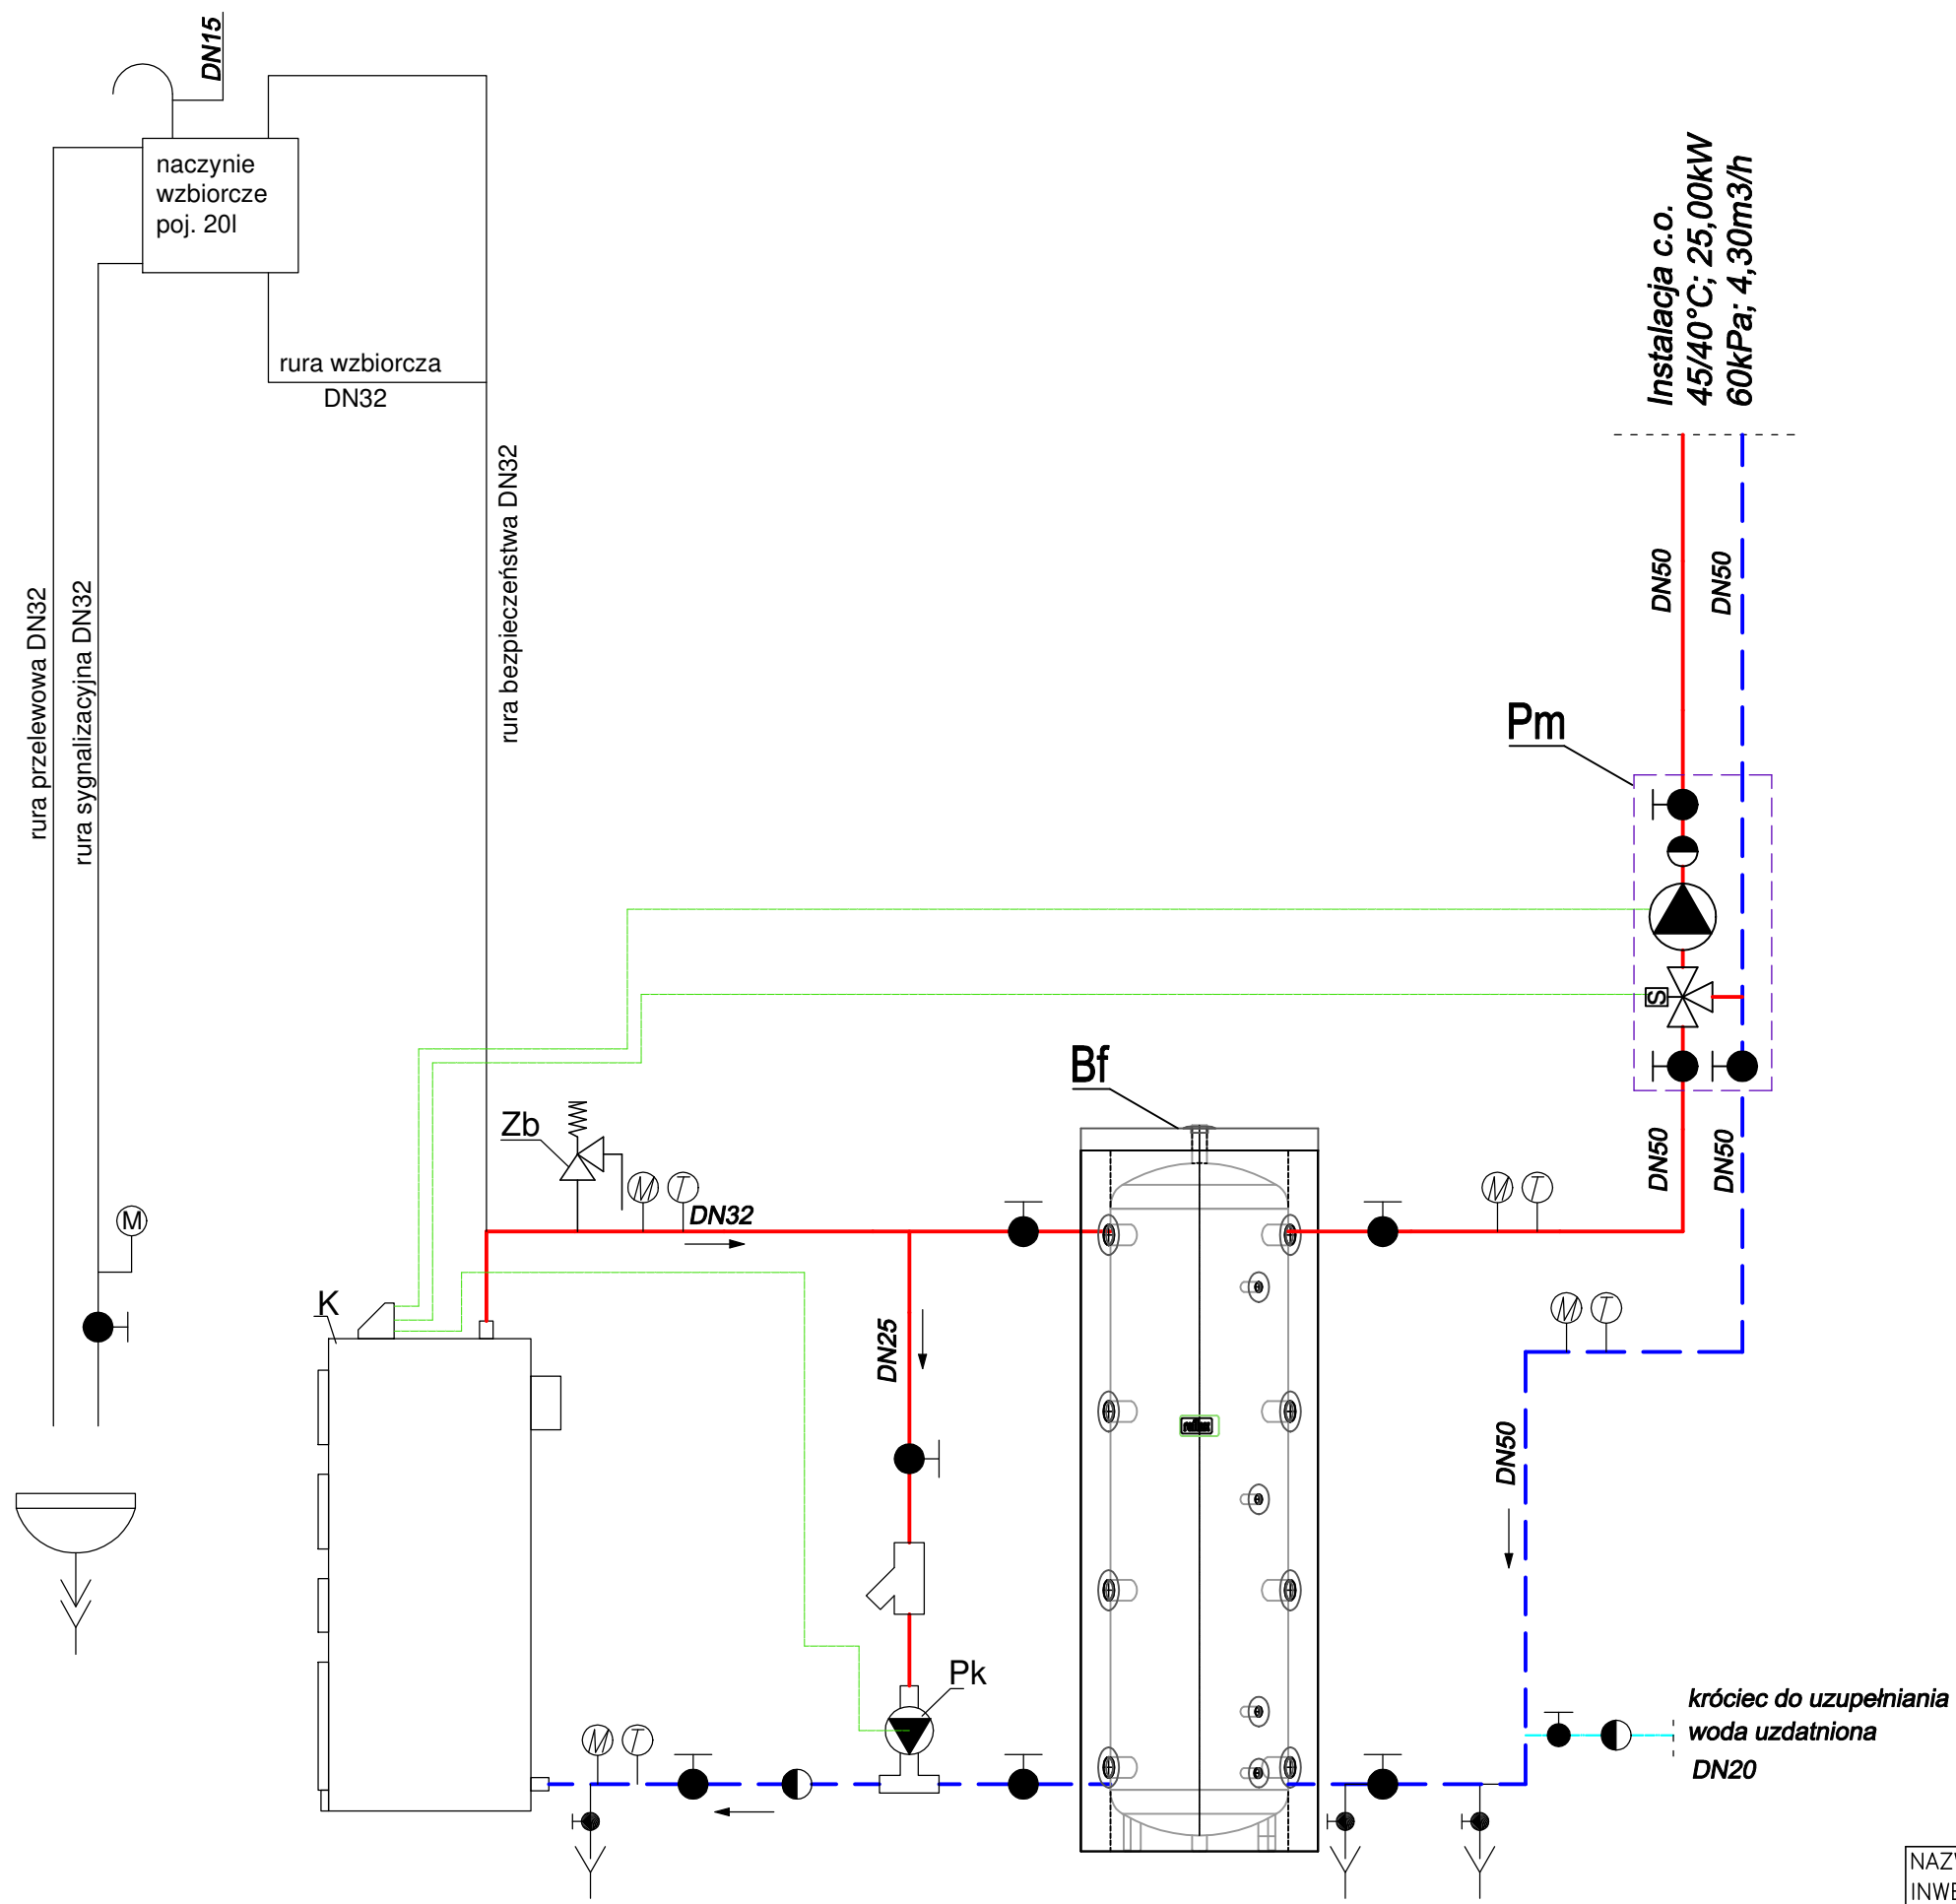 DN15
naczynie
wzbiorcze
poj. 20l
rura wzbiorcza
DN32
rura przelewowa DN32
rura sygnalizacyjna DN32
rura bezpieczeństwa DN32
Instalacja c.o.
45/40°C; 25,00kW
60kPa; 4,30m3/h
DN50
DN50
Pm
S
Bf
Zb
M
T
DN32
M
T
DN50
DN50
M
K
DN25
M
T
DN50
reflex
Pk
M
T
króciec do uzupełniania
woda uzdatniona
DN20
NAZW
INWE